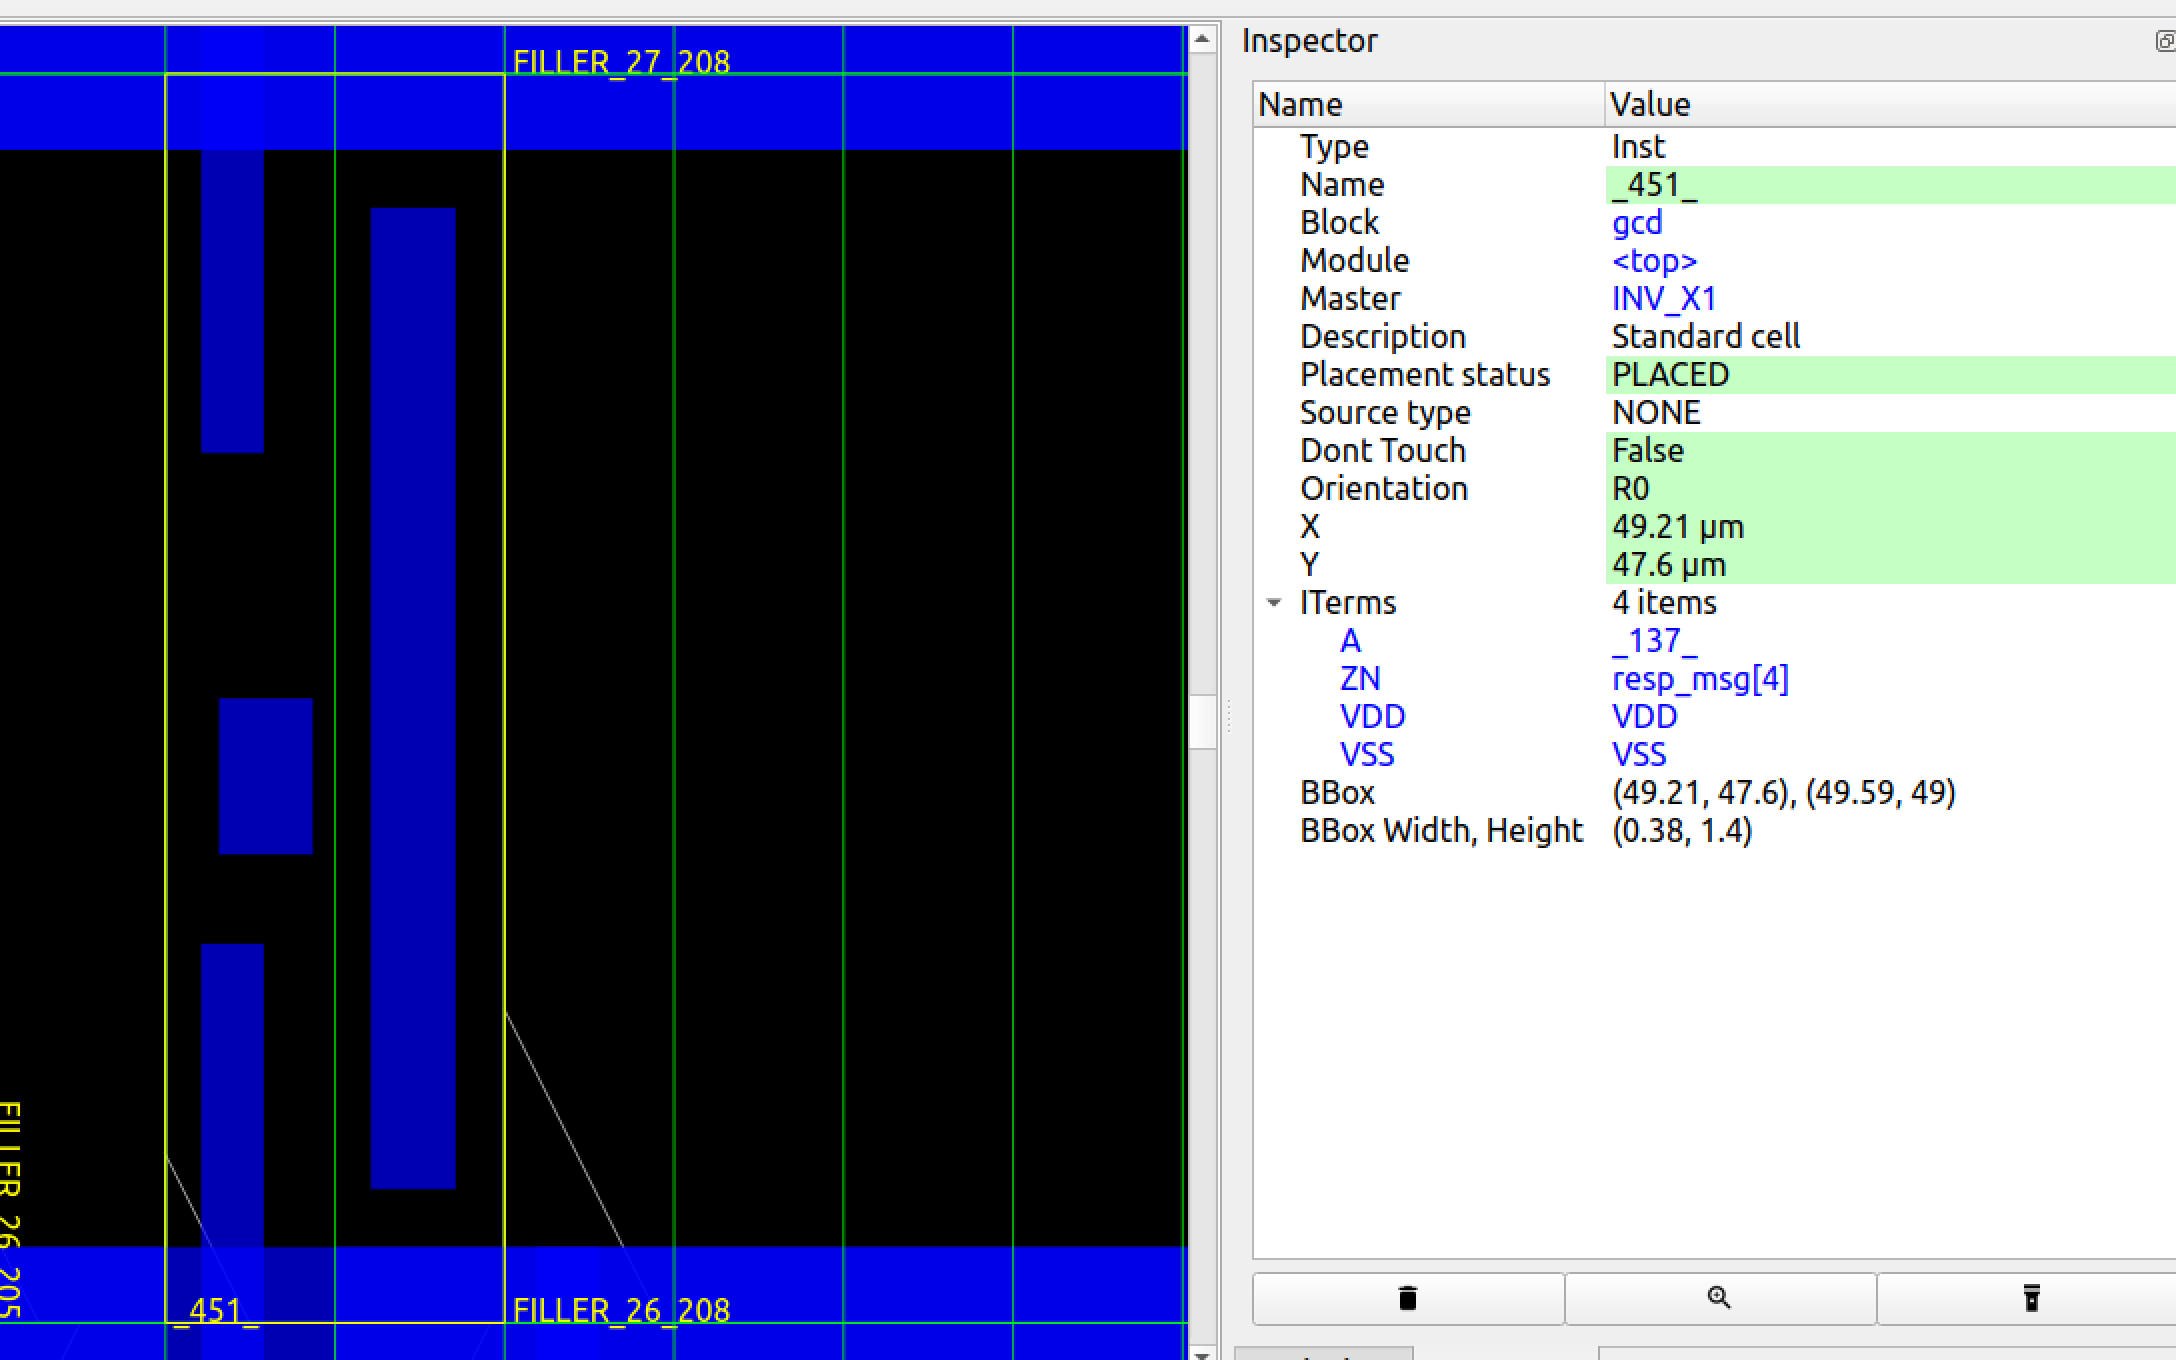 FILLER_27_208
FILLER_26_205
_451_
FILLER_26_208
Inspector
Name Value
Type Inst
Name _451_
Block gcd
Module <top>
Master INV_X1
Description Standard cell
Placement status PLACED
Source type NONE
Dont Touch False
Orientation R0
X 49.21 μm
Y 47.6 μm
ITerms 4 items
A _137_
ZN resp_msg[4]
VDD VDD
VSS VSS
BBox (49.21, 47.6), (49.59, 49)
BBox Width, Height (0.38, 1.4)